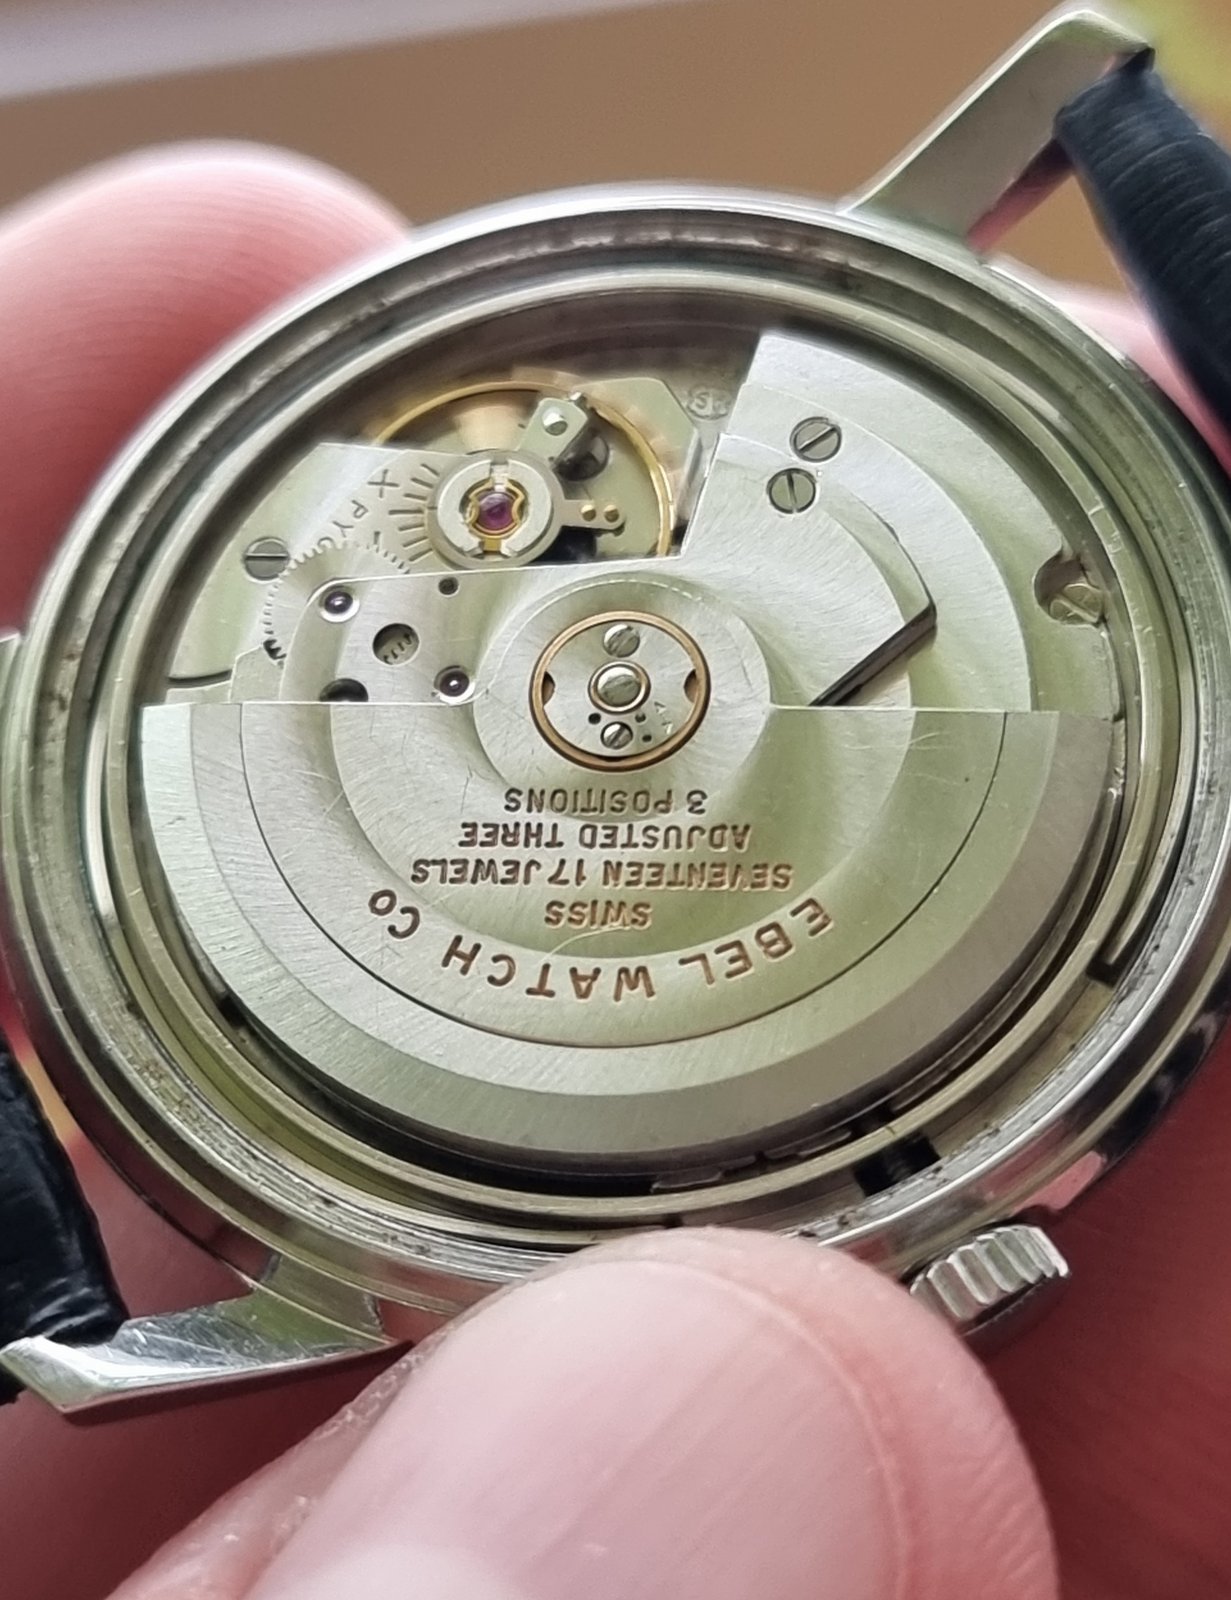 EBEL WATCH Co
SWISS
SEVENTEEN 17 JEWELS
ADJUSTED THREE
3 POSITIONS